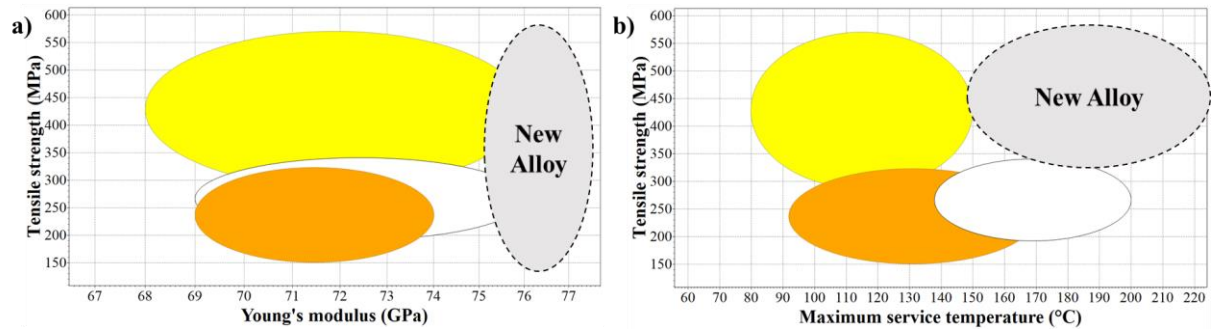 a)
Tensile strength (MPa)
600
550
500
450
400
350
300
250
200
150
New
Alloy
67 68 69 70 71 72 73 74 75 76 77
Young's modulus (GPa)
b)
Tensile strength (MPa)
600
550
500
450
400
350
300
250
200
150
New Alloy
60 70 80 90 100 110 120 130 140 150 160 170 180 190 200 210 220
Maximum service temperature (°C)